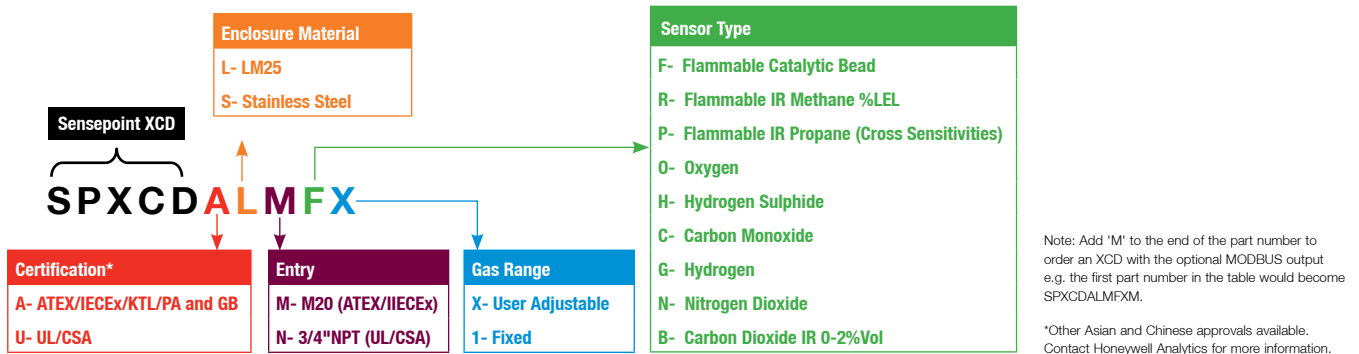 Enclosure Material
L- LM25
S- Stainless Steel
Sensor Type
F- Flammable Catalytic Bead
R- Flammable IR Methane %LEL
P- Flammable IR Propane (Cross Sensitivities)
O- Oxygen
H- Hydrogen Sulphide
C- Carbon Monoxide
G- Hydrogen
N- Nitrogen Dioxide
B- Carbon Dioxide IR 0-2%Vol
Sensepoint XCD
SPXCDALMFX
Certification*
A- ATEX/IECEx/KTL/PA and GB
U- UL/CSA
Entry
M- M20 (ATEX/IIECEx)
N- 3/4"NPT (UL/CSA)
Gas Range
X- User Adjustable
1- Fixed
Note: Add 'M' to the end of the part number to
order an XCD with the optional MODBUS output
e.g. the first part number in the table would become
SPXCDALMFXM.
*Other Asian and Chinese approvals available.
Contact Honeywell Analytics for more information.